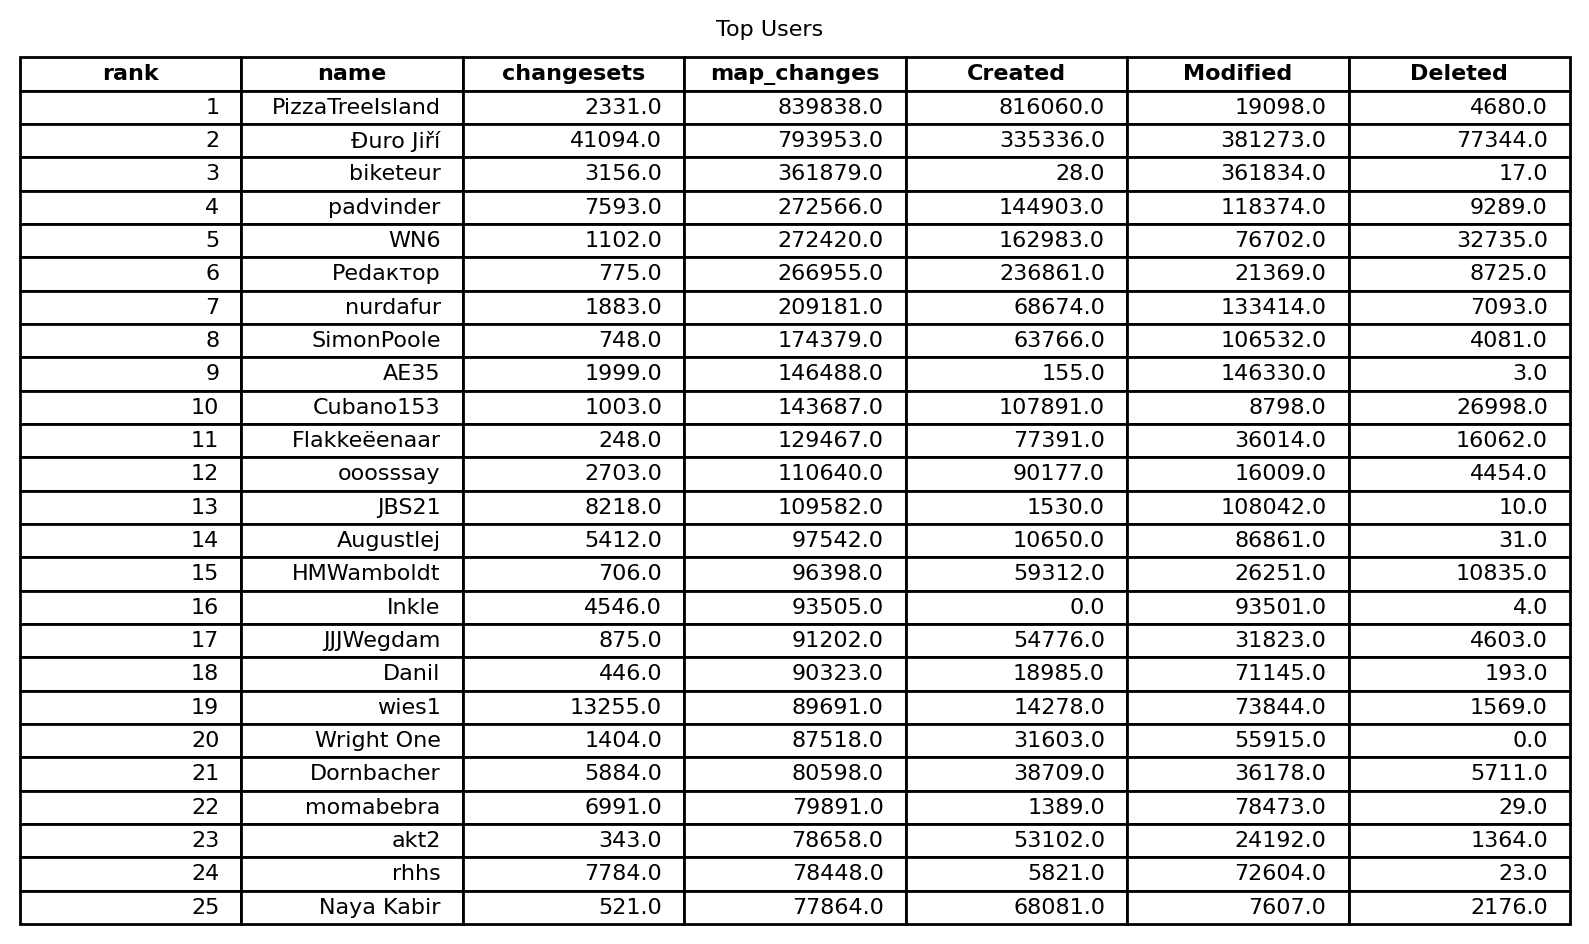 Top Users
rank name changesets map_changes Created Modified Deleted
1 PizzaTreeIsland 2331.0 839838.0 816060.0 19098.0 4680.0
2 Đuro Jiří 41094.0 793953.0 335336.0 381273.0 77344.0
3 biketeur 3156.0 361879.0 28.0 361834.0 17.0
4 padvinder 7593.0 272566.0 144903.0 118374.0 9289.0
5 WN6 1102.0 272420.0 162983.0 76702.0 32735.0
6 Pedaктop 775.0 266955.0 236861.0 21369.0 8725.0
7 nurdafur 1883.0 209181.0 68674.0 133414.0 7093.0
8 SimonPoole 748.0 174379.0 63766.0 106532.0 4081.0
9 AE35 1999.0 146488.0 155.0 146330.0 3.0
10 Cubano153 1003.0 143687.0 107891.0 8798.0 26998.0
11 Flakkeëenaar 248.0 129467.0 77391.0 36014.0 16062.0
12 ooosssay 2703.0 110640.0 90177.0 16009.0 4454.0
13 JBS21 8218.0 109582.0 1530.0 108042.0 10.0
14 Augustlej 5412.0 97542.0 10650.0 86861.0 31.0
15 HMWamboldt 706.0 96398.0 59312.0 26251.0 10835.0
16 Inkle 4546.0 93505.0 0.0 93501.0 4.0
17 JJJWegdam 875.0 91202.0 54776.0 31823.0 4603.0
18 Danil 446.0 90323.0 18985.0 71145.0 193.0
19 wies1 13255.0 89691.0 14278.0 73844.0 1569.0
20 Wright One 1404.0 87518.0 31603.0 55915.0 0.0
21 Dornbacher 5884.0 80598.0 38709.0 36178.0 5711.0
22 momabebra 6991.0 79891.0 1389.0 78473.0 29.0
23 akt2 343.0 78658.0 53102.0 24192.0 1364.0
24 rhhs 7784.0 78448.0 5821.0 72604.0 23.0
25 Naya Kabir 521.0 77864.0 68081.0 7607.0 2176.0